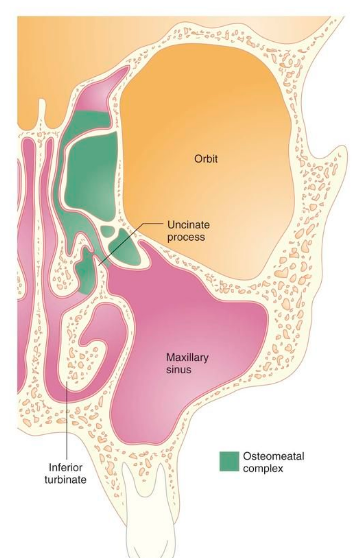 Orbit
Uncinate
process
Maxillary
sinus
Inferior
turbinate
Osteomeatal
complex